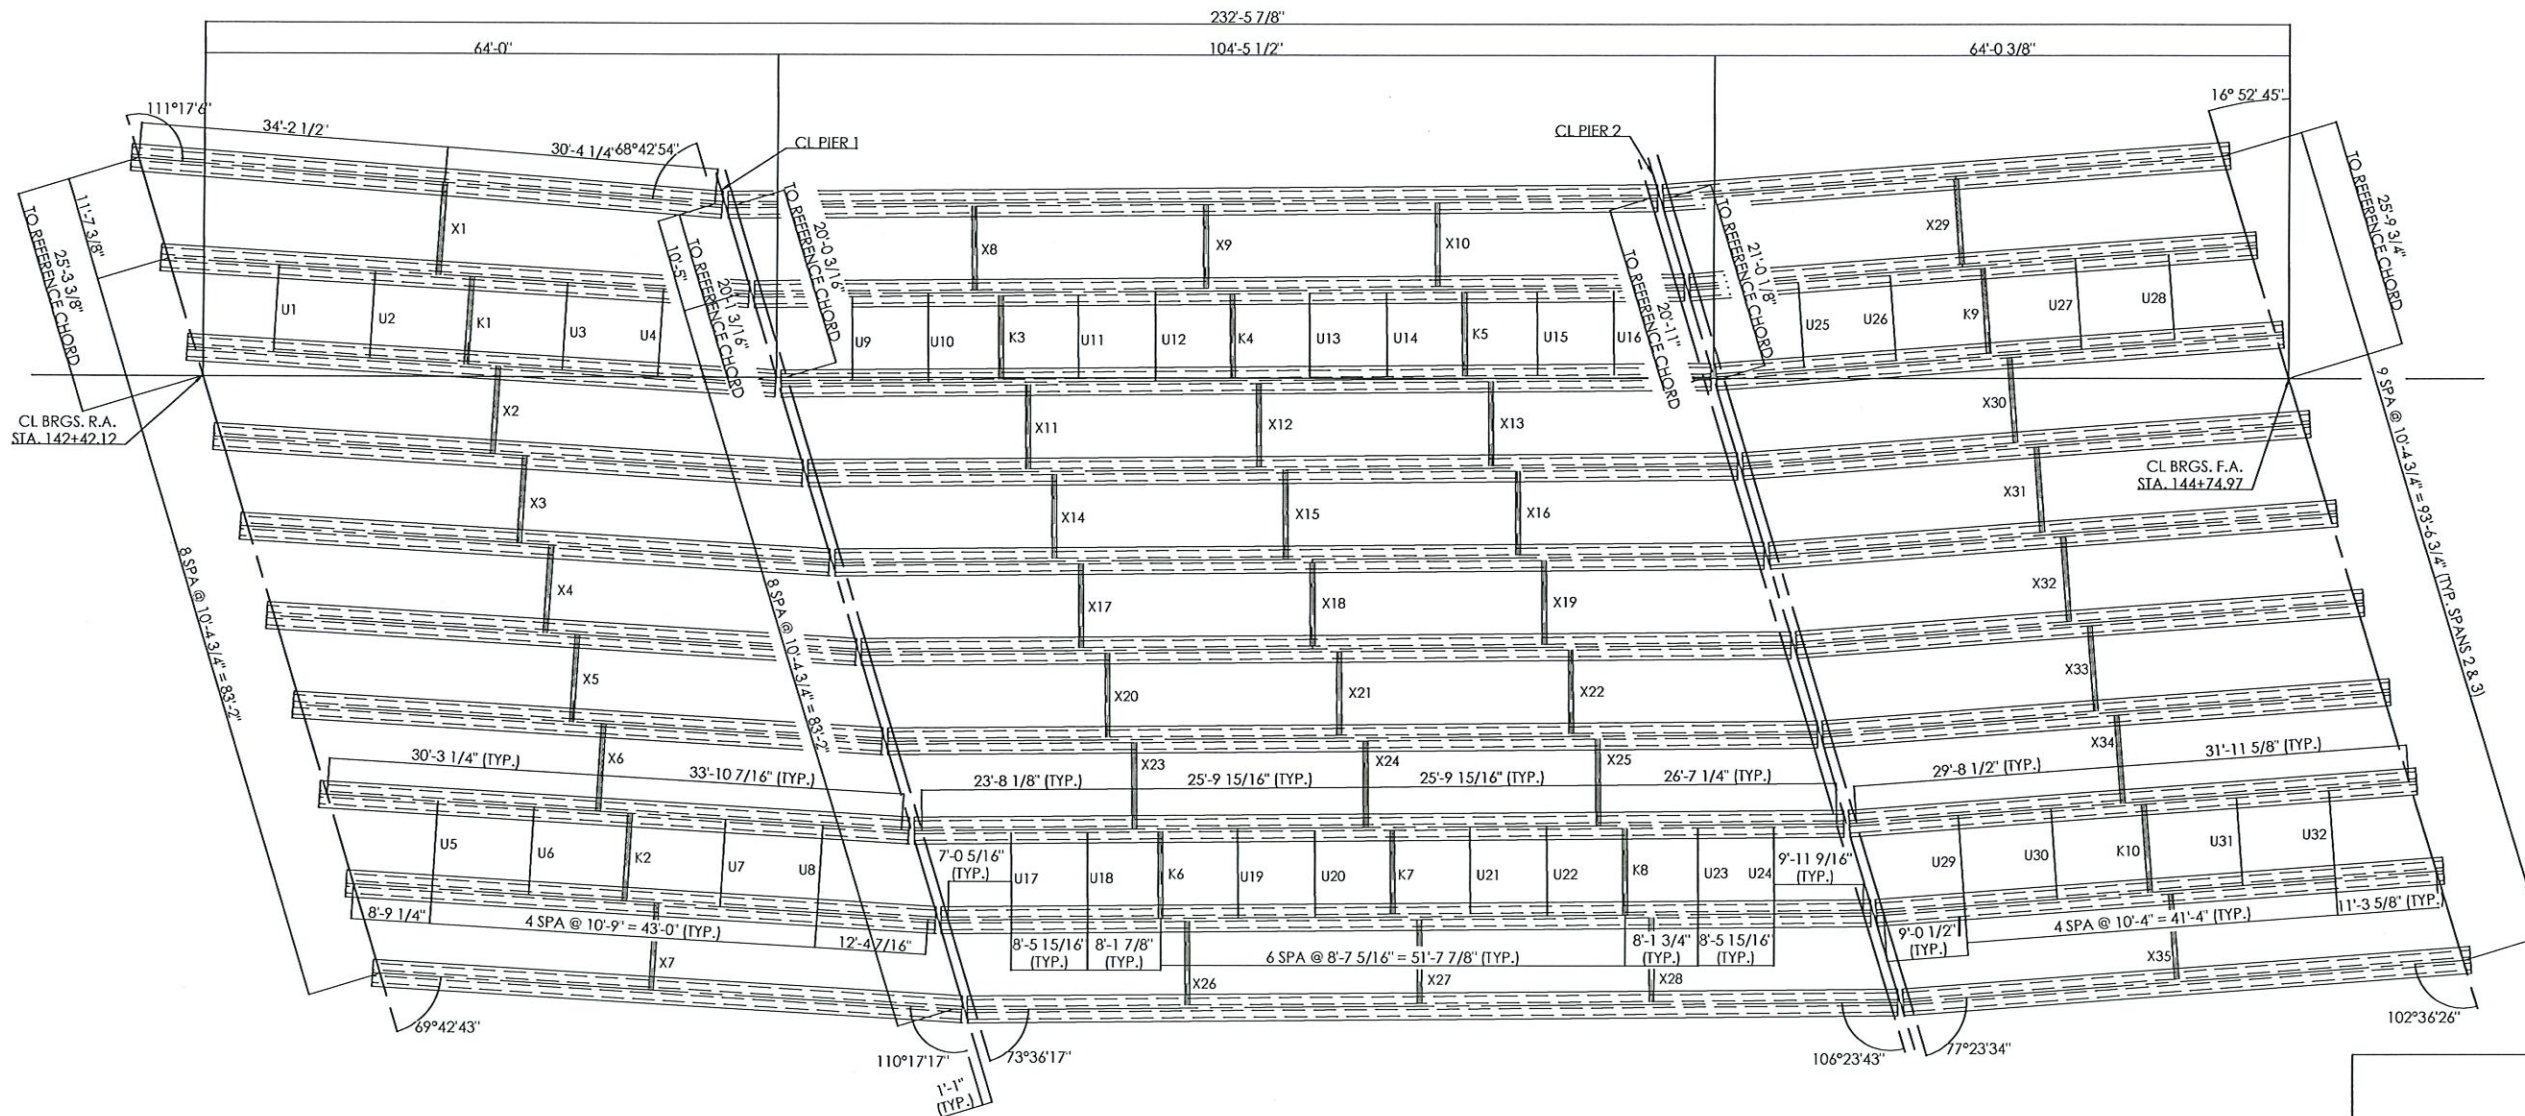 232'-5 7/8"
64'-0"
104'-5 1/2"
64'-0 3/8"
111°17'6"
34'-2 1/2"
30'-4 1/4"
68°42'54"
CL PIER 1
CL PIER 2
16° 52' 45"
11'-7 3/8"
25'-3 3/8"
TO REFERENCE CHORD
10'-5"
TO REFERENCE CHORD
20'-11 3/16"
20'-0 3/16"
TO REFERENCE CHORD
TO REFERENCE CHORD
20'-11"
21'-0 1/8"
TO REFERENCE CHORD
25'-9 3/4"
TO REFERENCE CHORD
X1
X8
X9
X10
X29
U1
U2
K1
U3
U4
U9
U10
K3
U11
U12
K4
U13
U14
K5
U15
U16
U25
U26
K9
U27
U28
CL BRGS. R.A.
STA. 142+42.12
X2
X11
X12
X13
X30
CL BRGS. F.A.
STA. 144+74.97
X3
X14
X15
X16
X31
8 SPA @ 10'-4 3/4" = 83'-2"
8 SPA @ 10'-4 3/4" = 83'-2"
9 SPA @ 10'-4 3/4" = 93'-6 3/4" (TYP. SPANS 2 & 3)
X4
X17
X18
X19
X32
X5
X20
X21
X22
X33
X6
X23
X24
X25
X34
30'-3 1/4" (TYP.)
33'-10 7/16" (TYP.)
23'-8 1/8" (TYP.)
25'-9 15/16" (TYP.)
25'-9 15/16" (TYP.)
26'-7 1/4" (TYP.)
29'-8 1/2" (TYP.)
31'-11 5/8" (TYP.)
U5
U6
K2
U7
U8
7'-0 5/16"
(TYP.)
U17
U18
K6
U19
U20
K7
U21
U22
K8
U23
U24
9'-11 9/16"
(TYP.)
U29
U30
K10
U31
U32
8'-9 1/4"
4 SPA @ 10'-9" = 43'-0" (TYP.)
12'-4 7/16"
8'-5 15/16"
(TYP.)
8'-1 7/8"
(TYP.)
6 SPA @ 8'-7 5/16" = 51'-7 7/8" (TYP.)
8'-1 3/4"
(TYP.)
8'-5 15/16"
(TYP.)
9'-0 1/2"
(TYP.)
4 SPA @ 10'-4" = 41'-4" (TYP.)
11'-3 5/8" (TYP.)
X7
X26
X27
X28
X35
69°42'43"
110°17'17"
73°36'17"
106°23'43"
77°23'34"
102°36'26"
1'-1"
(TYP.)